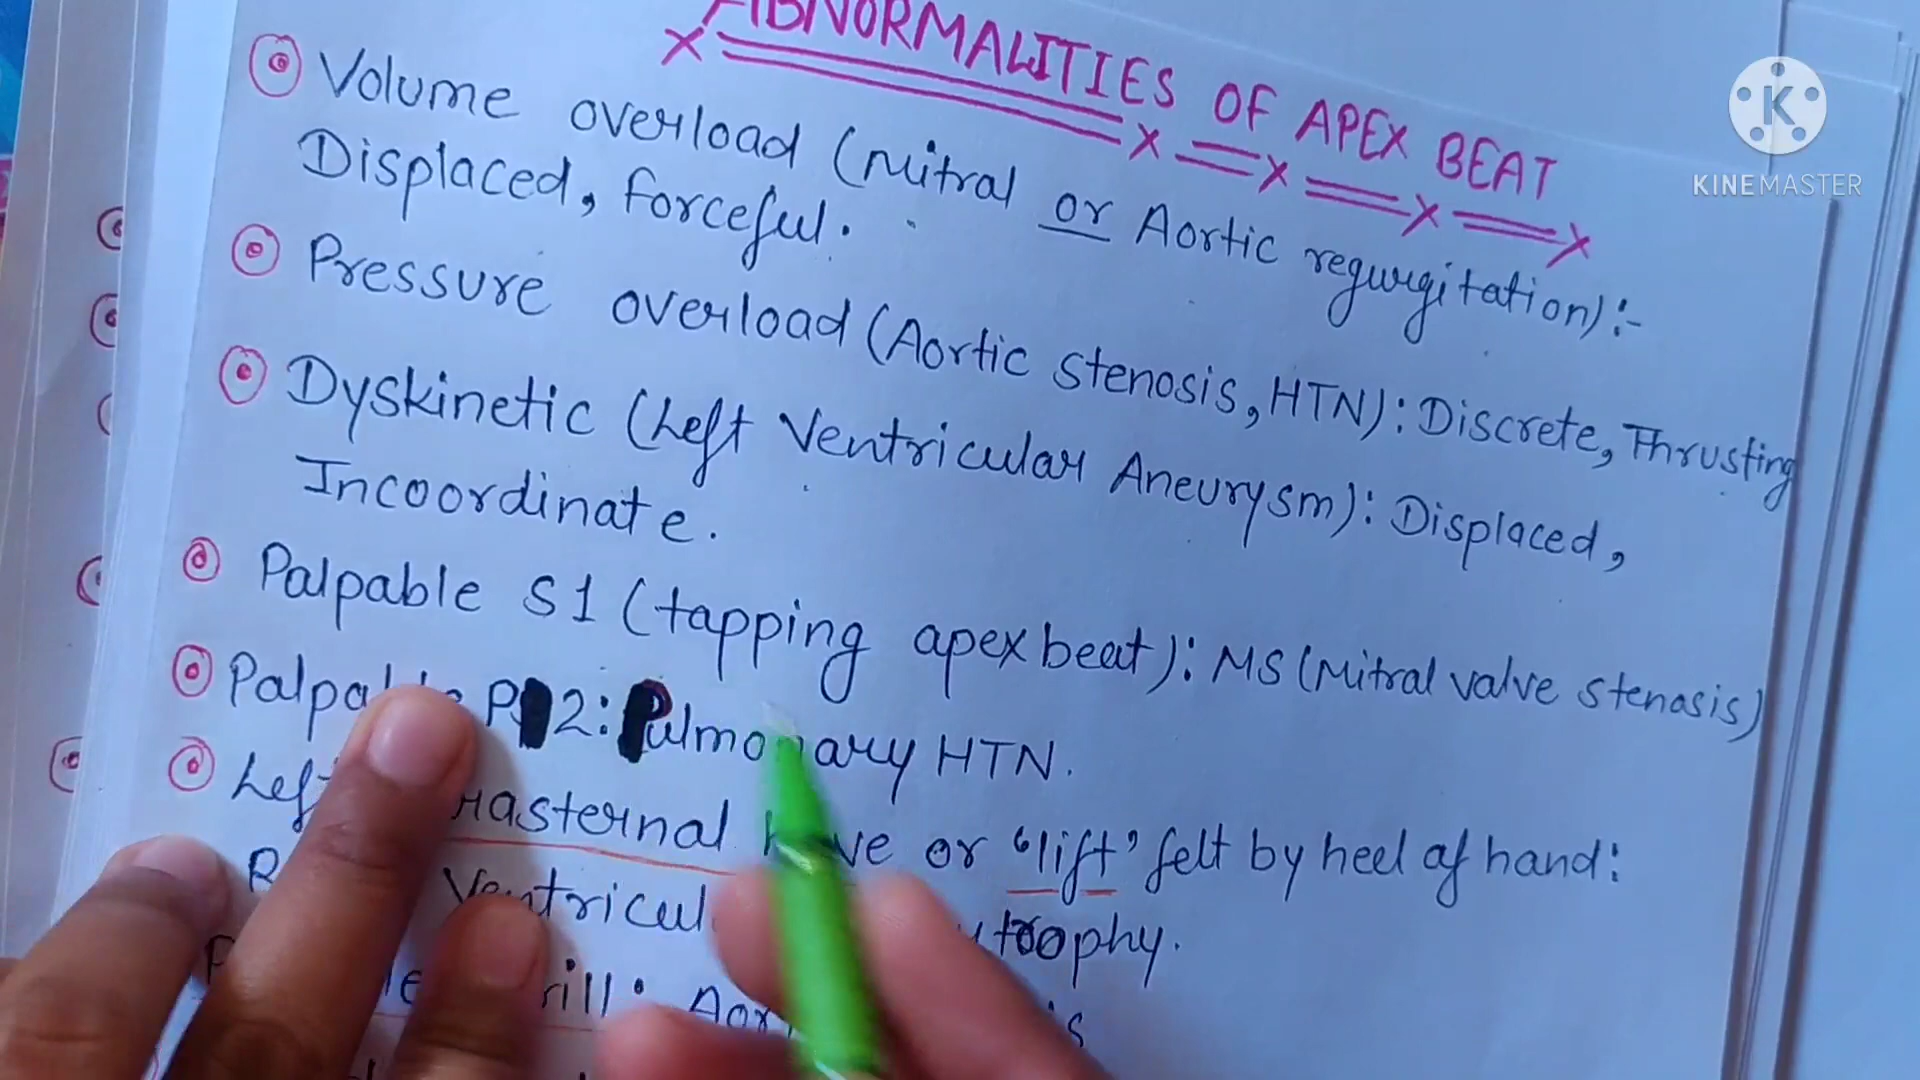 ABNORMALITIES OF APEX BEAT
Volume overload (Mitral or Aortic regurgitation):-
Displaced, forceful.
Pressure overload (Aortic stenosis, HTN): Discrete, Thrusting
Dyskinetic (Left Ventricular Aneurysm): Displaced,
Incoordinate.
Palpable S1 (tapping apex beat): MS (Mitral valve stenosis)
P2: Pulmonary HTN.
or 'lift' felt by heel of hand:
KINEMASTER